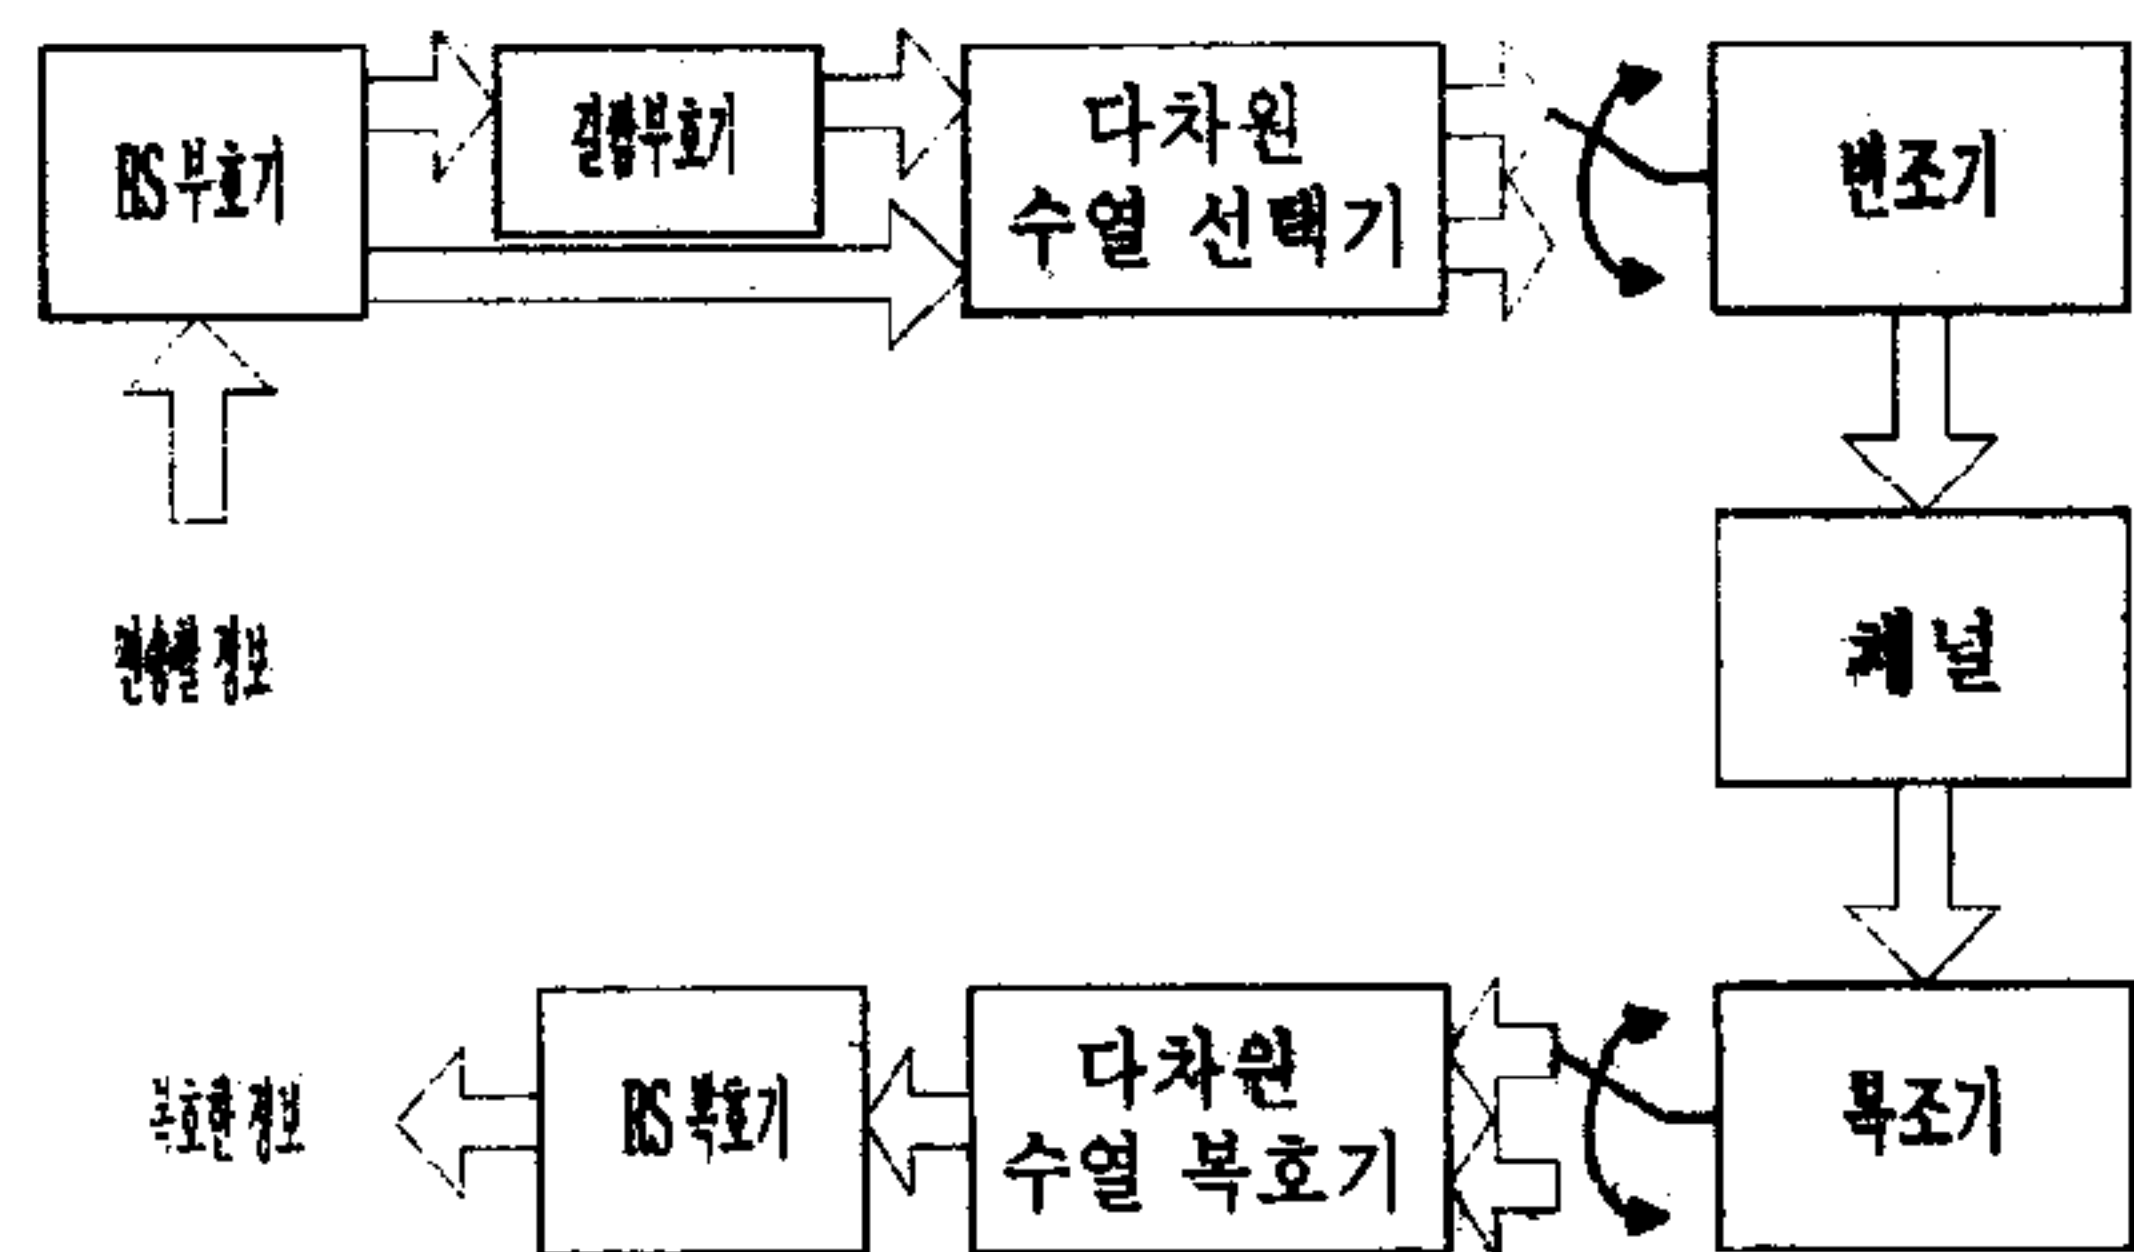 RS 부호기
길쌈부호기
다차원
수열 선택기
변조기
전송할 정보
채널
복조기
다차원
수열 복호기
RS 복호기
복호한 정보